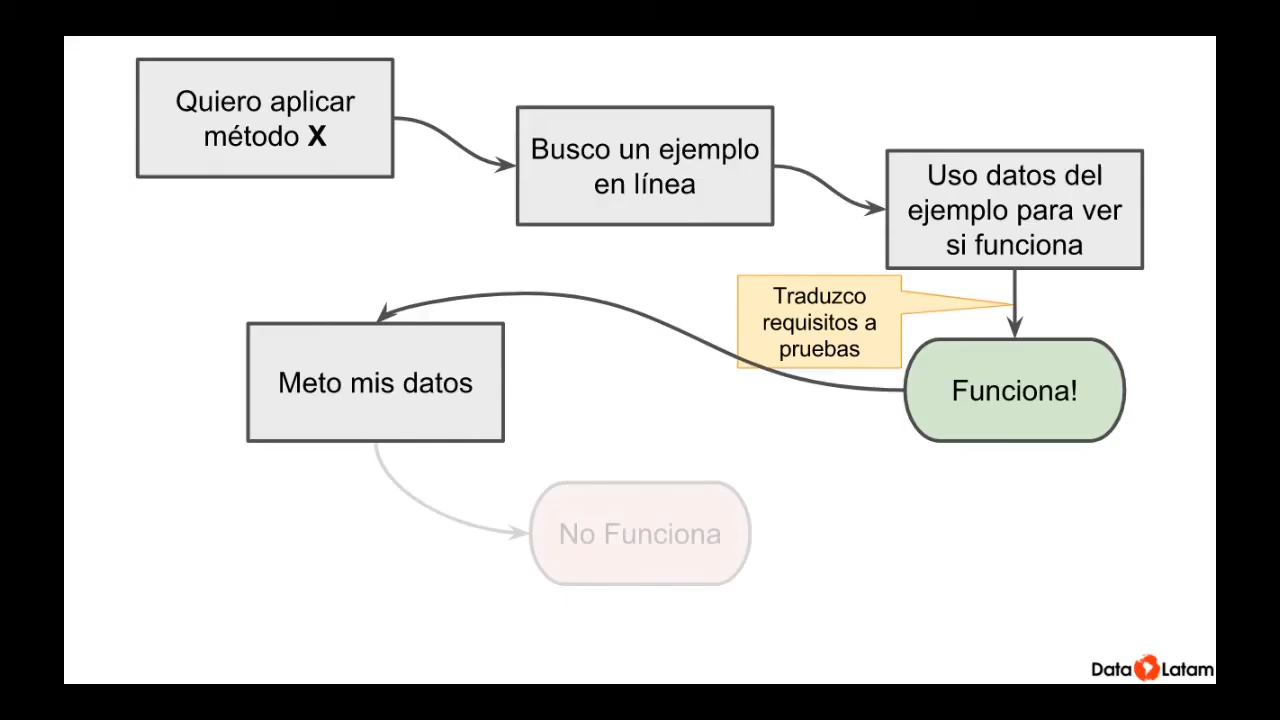 Quiero aplicar
método X
Busco un ejemplo
en línea
Uso datos del
ejemplo para ver
si funciona
Traduzco
requisitos a
pruebas
Funciona!
Meto mis datos
No Funciona
Data Latam